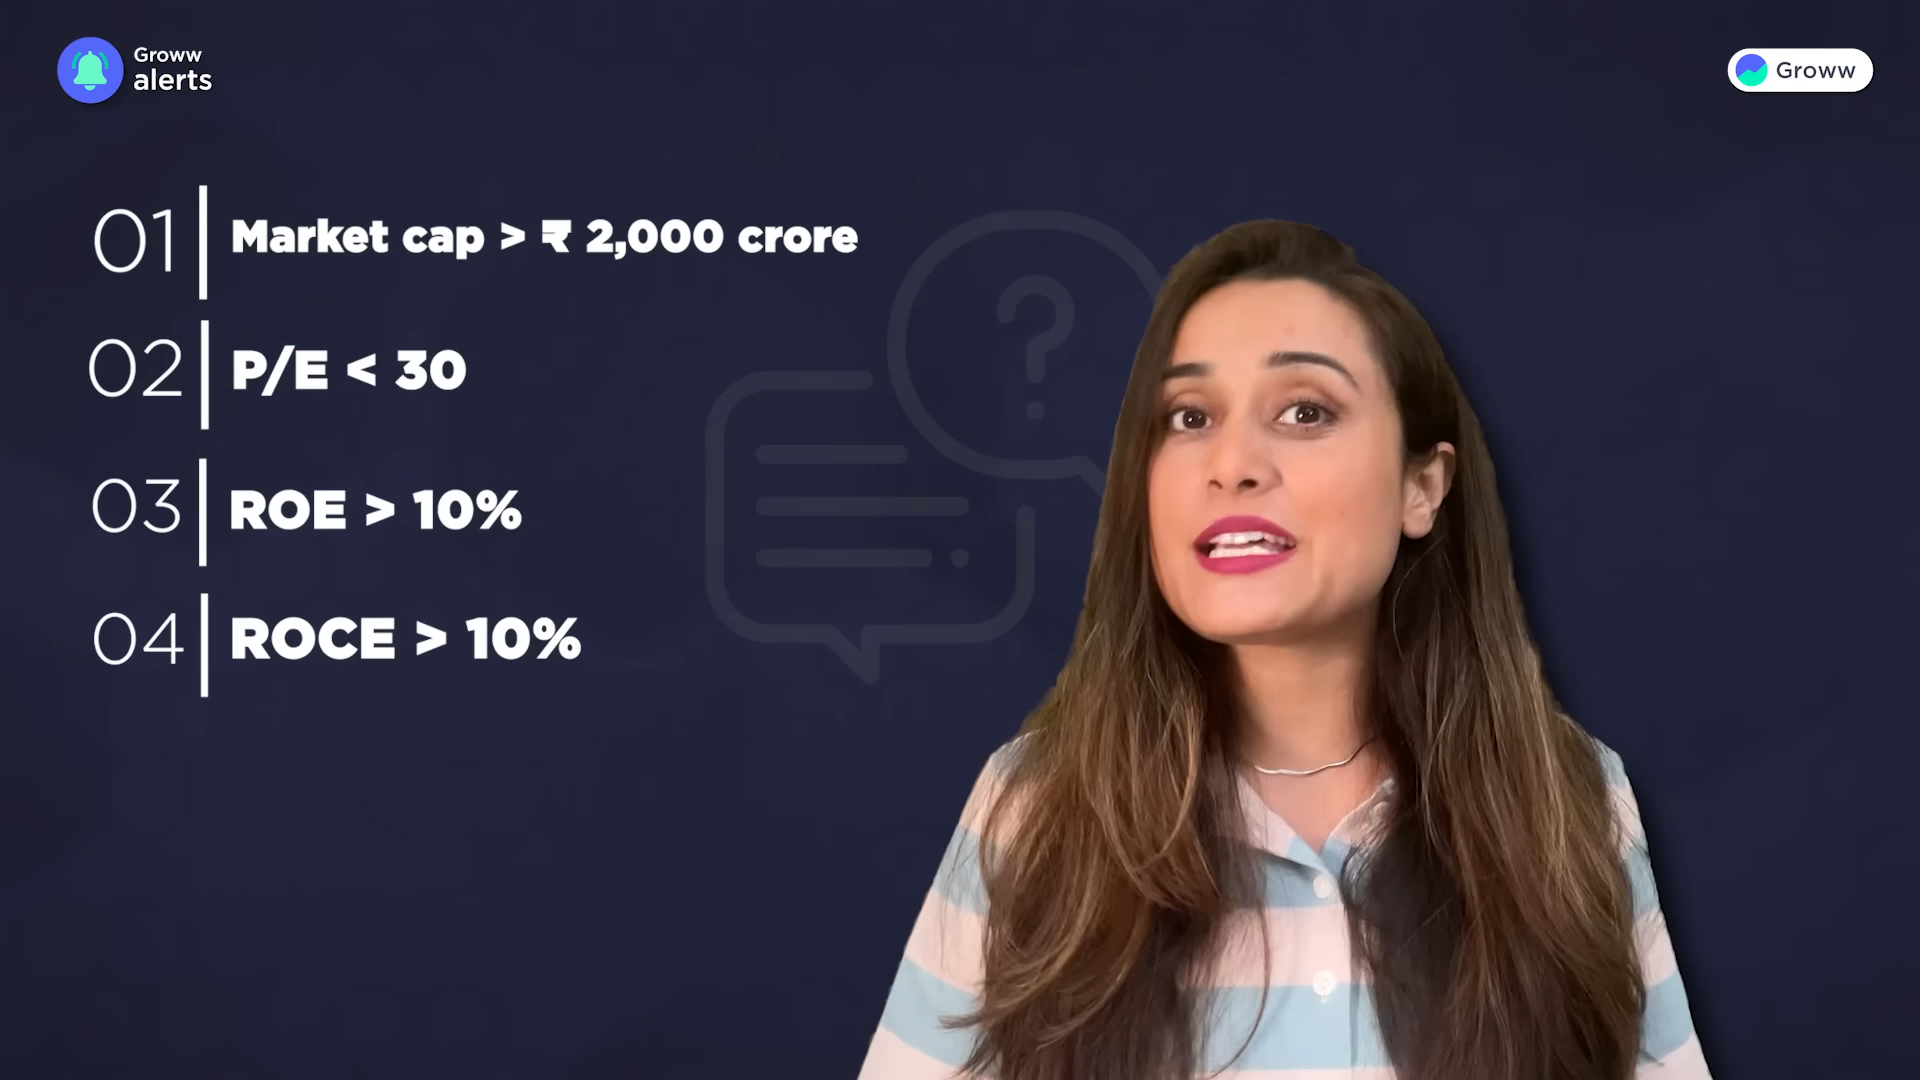 Groww
alerts
Groww
01 Market cap > ₹ 2,000 crore
02 P/E < 30
03 ROE > 10%
04 ROCE > 10%